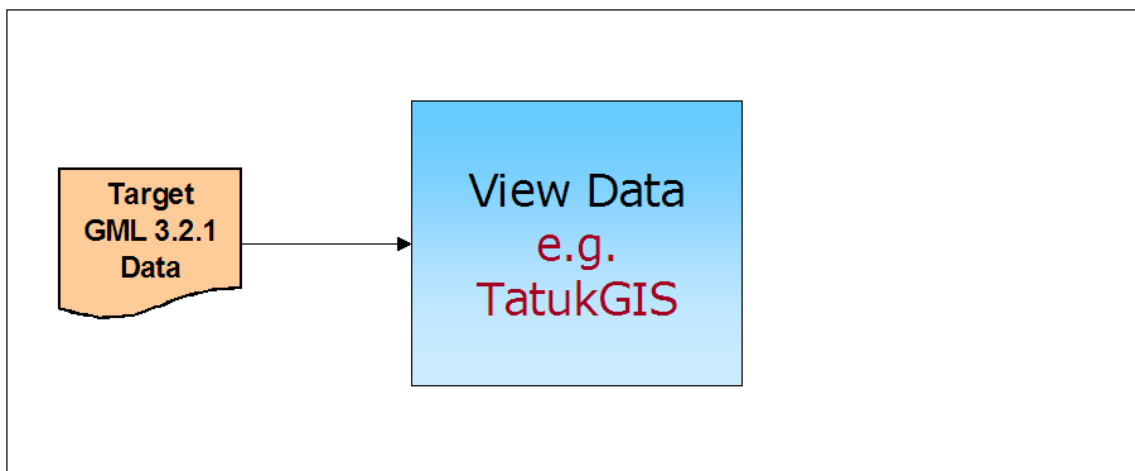 Target
GML 3.2.1
Data
View Data
e.g.
TatukGIS